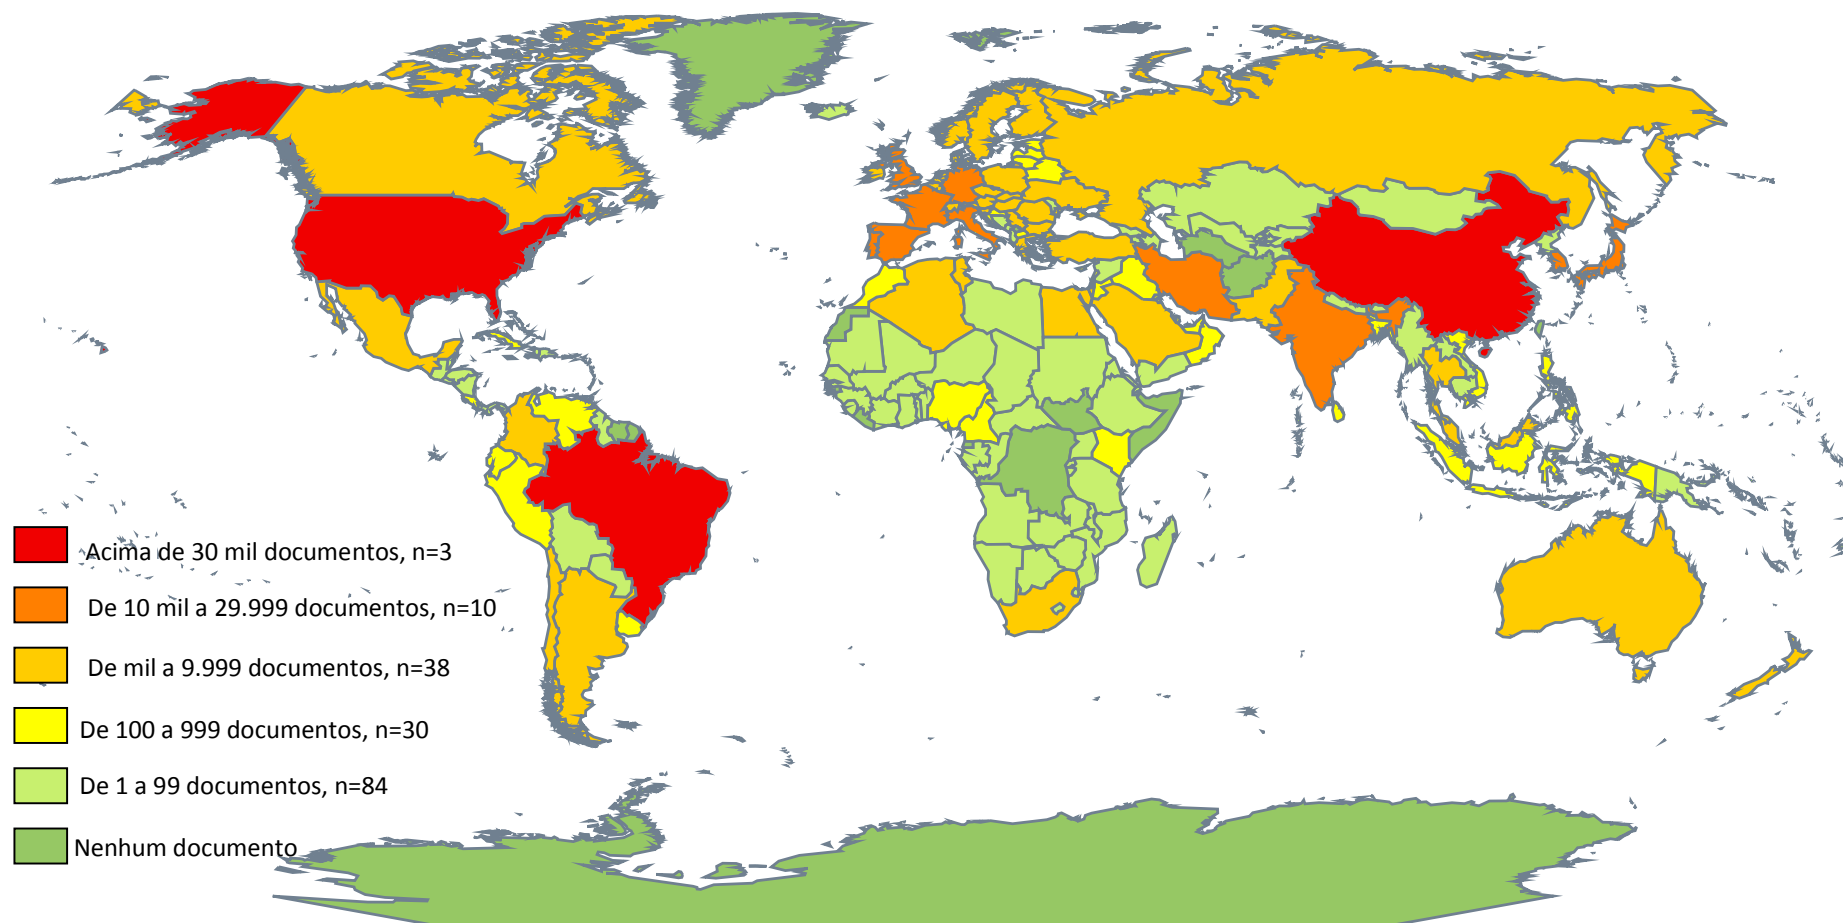 Acima de 30 mil documentos, n=3
De 10 mil a 29.999 documentos, n=10
De mil a 9.999 documentos, n=38
De 100 a 999 documentos, n=30
De 1 a 99 documentos, n=84
Nenhum documento